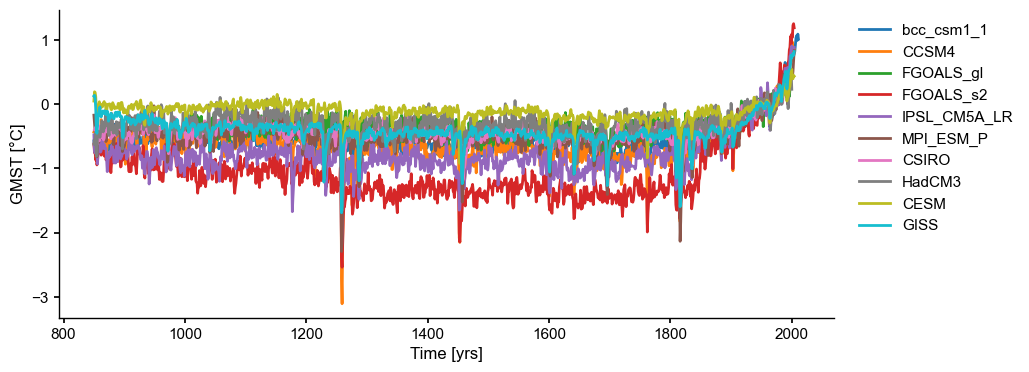 GMST [°C]
1
0
−1
−2
−3
800
1000
1200
1400
1600
1800
2000
Time [yrs]
bcc_csm1_1
CCSM4
FGOALS_gl
FGOALS_s2
IPSL_CM5A_LR
MPI_ESM_P
CSIRO
HadCM3
CESM
GISS